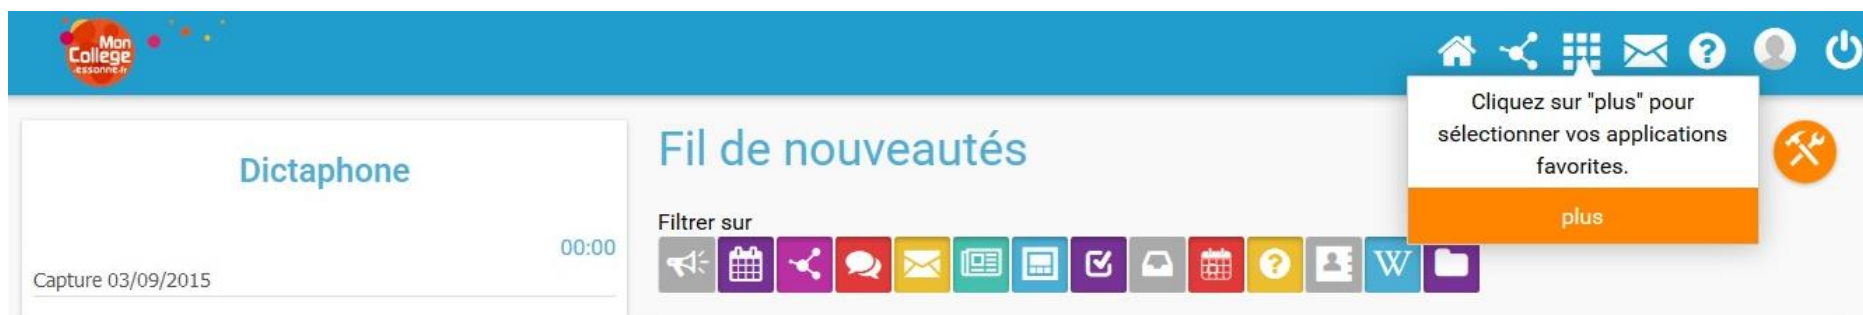 Mon
Collège
.essonne.fr
Cliquez sur "plus" pour
sélectionner vos applications
favorites.
plus
Dictaphone
00:00
Capture 03/09/2015
Fil de nouveautés
Filtrer sur
W